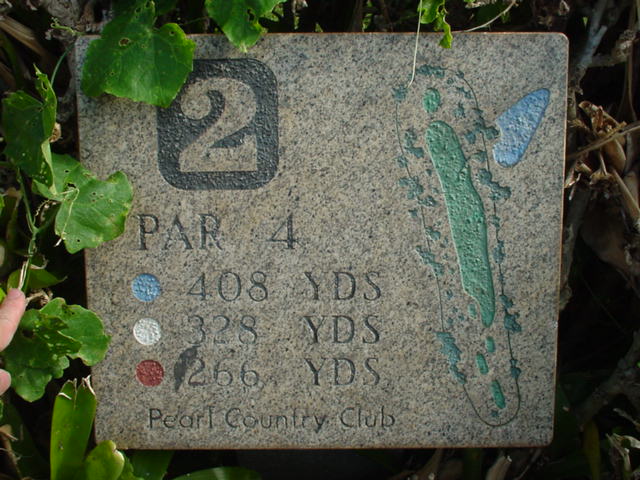 2
PAR 4
408 YDS
328 YDS
266 YDS
Pearl Country Club